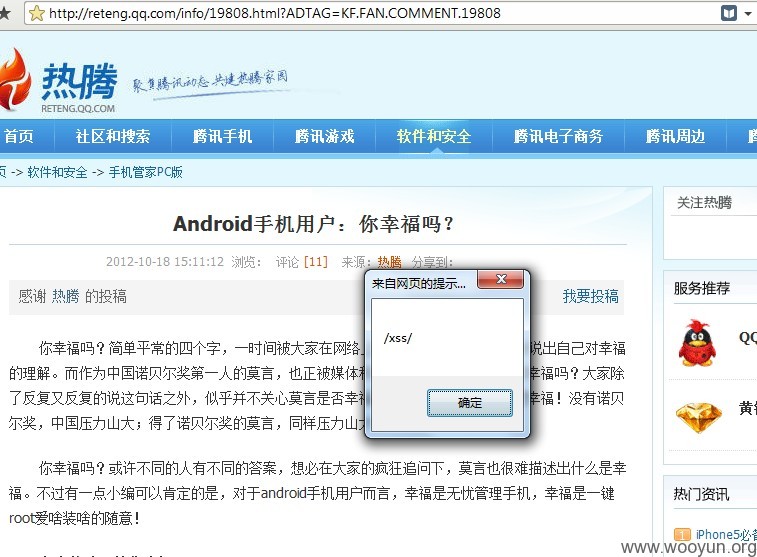 http://reteng.qq.com/info/19808.html?ADTAG=KF.FAN.COMMENT.19808
热腾
RETENG.QQ.COM
聚焦腾讯动态 共建热腾家园
首页 社区和搜索 腾讯手机 腾讯游戏 软件和安全 腾讯电子商务 腾讯周边
页 -> 软件和安全 -> 手机管家PC版
Android手机用户：你幸福吗？
2012-10-18 15:11:12 浏览： 评论 [11] 来源：热腾 分享到：
感谢 热腾 的投稿
我要投稿
来自网页的提示...
/xss/
确定
你幸福吗？简单平常的四个字，一时间被大家在网络 说出自己对幸福
的理解。而作为中国诺贝尔奖第一人的莫言，也正被媒体 幸福吗？大家除
了反复又反复的说这句话之外，似乎并不关心莫言是否幸 幸福！没有诺贝
尔奖，中国压力山大；得了诺贝尔奖的莫言，同样压力山
你幸福吗？或许不同的人有不同的答案，想必在大家的疯狂追问下，莫言也很难描述出什么是幸
福。不过有一点小编可以肯定的是，对于android手机用户而言，幸福是无忧管理手机，幸福是一键
root爱啥装啥的随意！
关注热腾
服务推荐
QQ
黄
热门资讯
1 iPhone5必备
www.wooyun.org